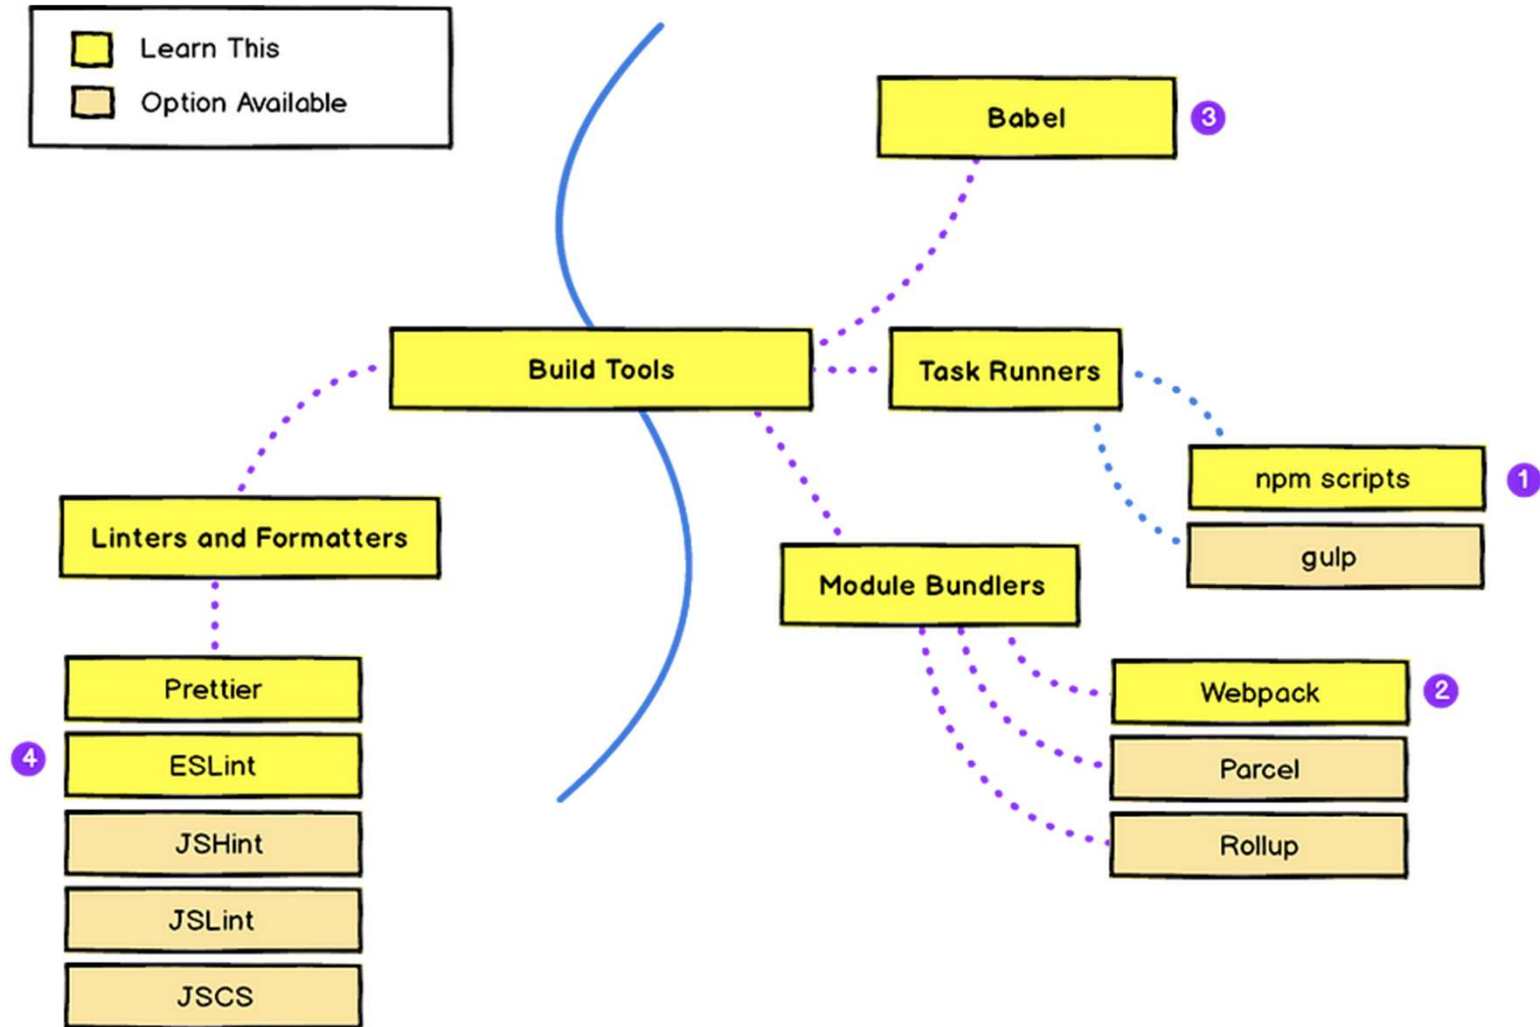 Learn This
Option Available
Babel
3
Build Tools
Task Runners
npm scripts
1
gulp
Linters and Formatters
Module Bundlers
Prettier
Webpack
2
4
ESLint
Parcel
JSHint
Rollup
JSLint
JSCS